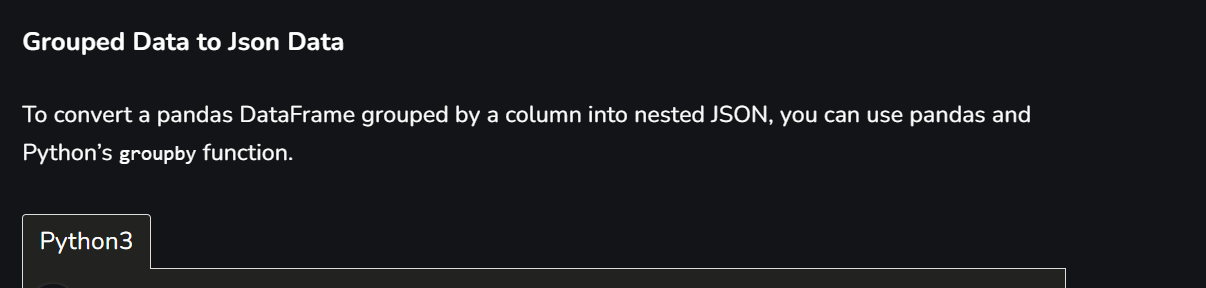 Grouped Data to Json Data
To convert a pandas DataFrame grouped by a column into nested JSON, you can use pandas and
Python’s groupby function.
Python3